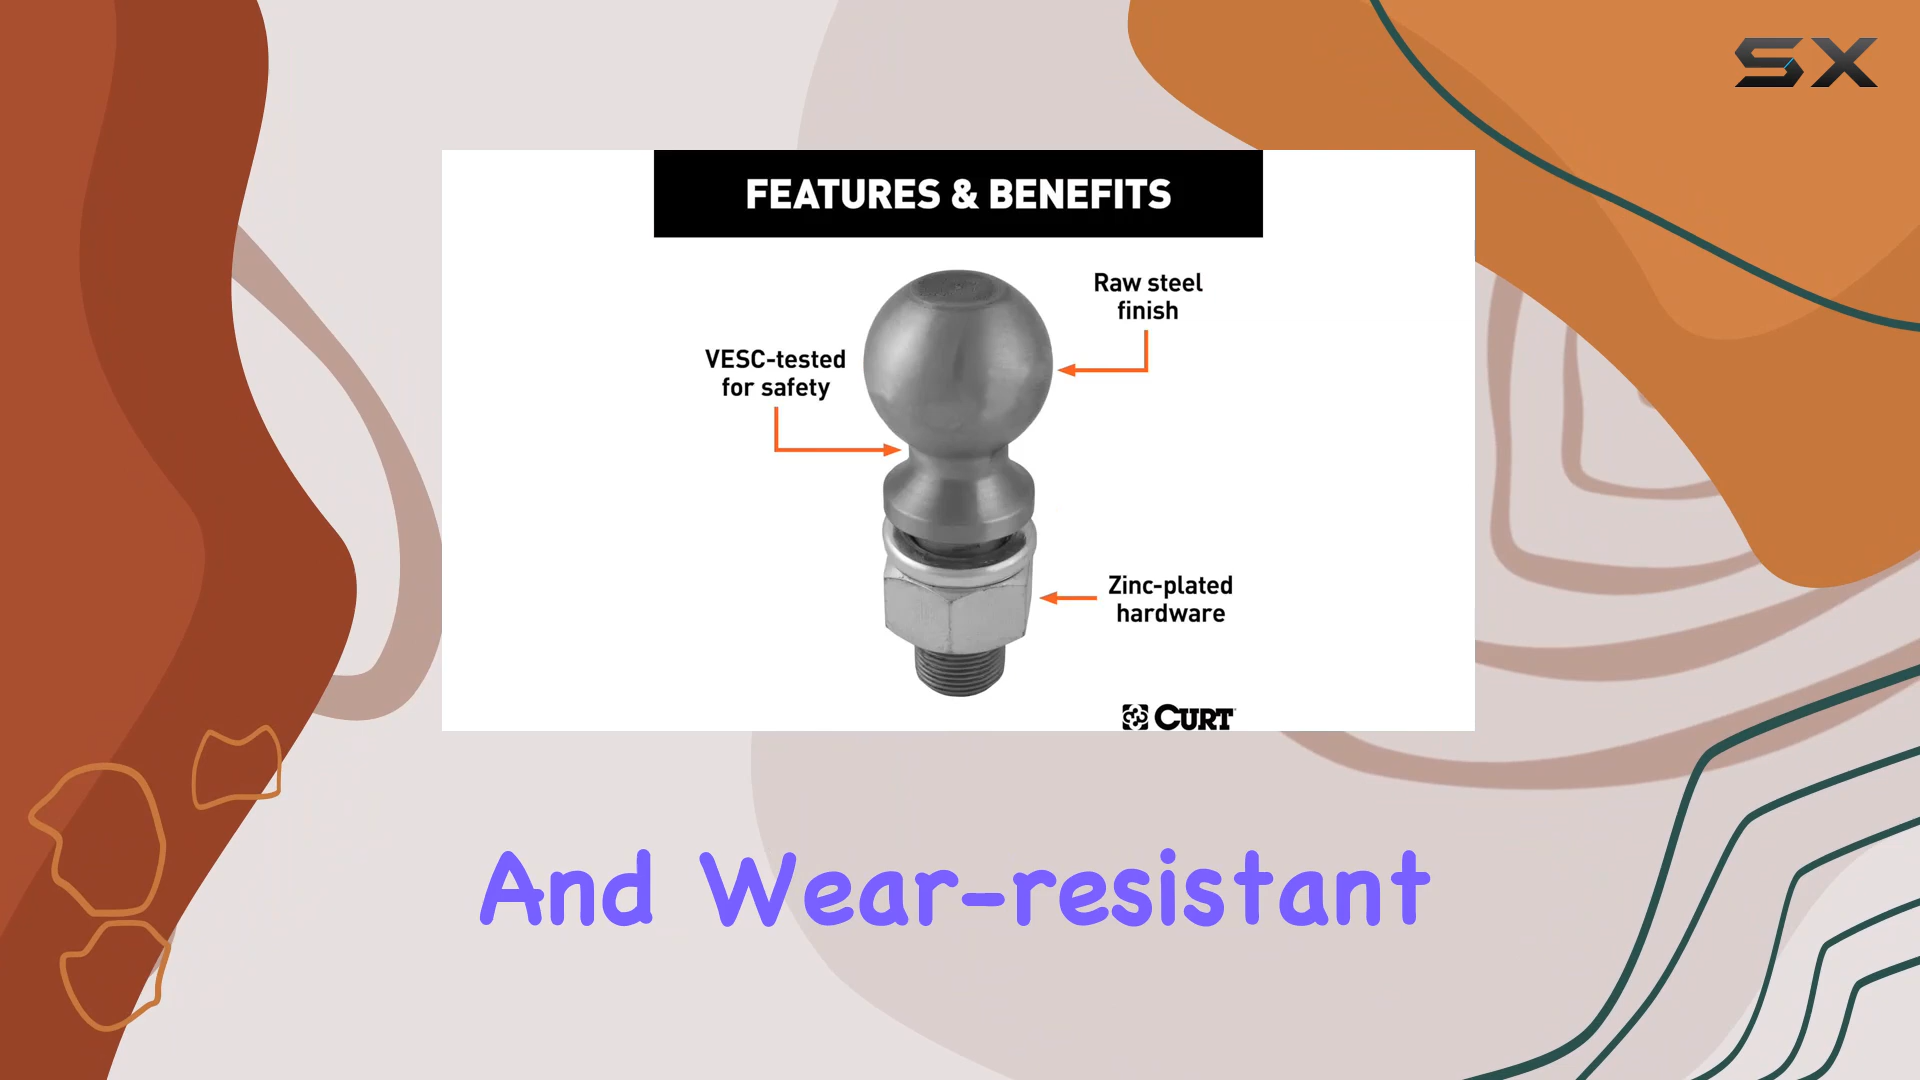 SX
FEATURES & BENEFITS
Raw steel
finish
VESC-tested
for safety
Zinc-plated
hardware
CURT
And Wear-resistant